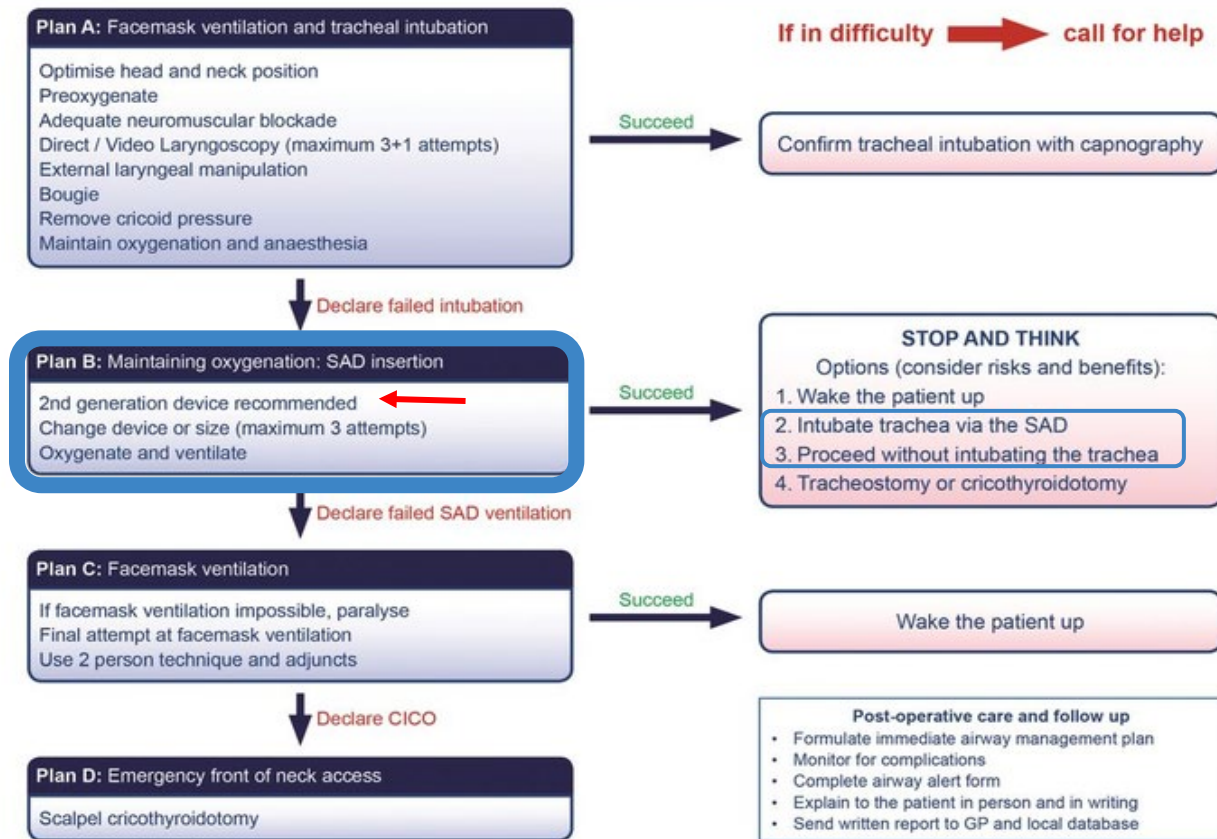 Plan A: Facemask ventilation and tracheal intubation
Optimise head and neck position
Preoxygenate
Adequate neuromuscular blockade
Direct / Video Laryngoscopy (maximum 3+1 attempts)
External laryngeal manipulation
Bougie
Remove cricoid pressure
Maintain oxygenation and anaesthesia
If in difficulty call for help
Succeed
Confirm tracheal intubation with capnography
Declare failed intubation
Plan B: Maintaining oxygenation: SAD insertion
2nd generation device recommended
Change device or size (maximum 3 attempts)
Oxygenate and ventilate
Succeed
STOP AND THINK
Options (consider risks and benefits):
1. Wake the patient up
2. Intubate trachea via the SAD
3. Proceed without intubating the trachea
4. Tracheostomy or cricothyroidotomy
Declare failed SAD ventilation
Plan C: Facemask ventilation
If facemask ventilation impossible, paralyse
Final attempt at facemask ventilation
Use 2 person technique and adjuncts
Succeed
Wake the patient up
Declare CICO
Plan D: Emergency front of neck access
Scalpel cricothyroidotomy
Post-operative care and follow up
• Formulate immediate airway management plan
• Monitor for complications
• Complete airway alert form
• Explain to the patient in person and in writing
• Send written report to GP and local database